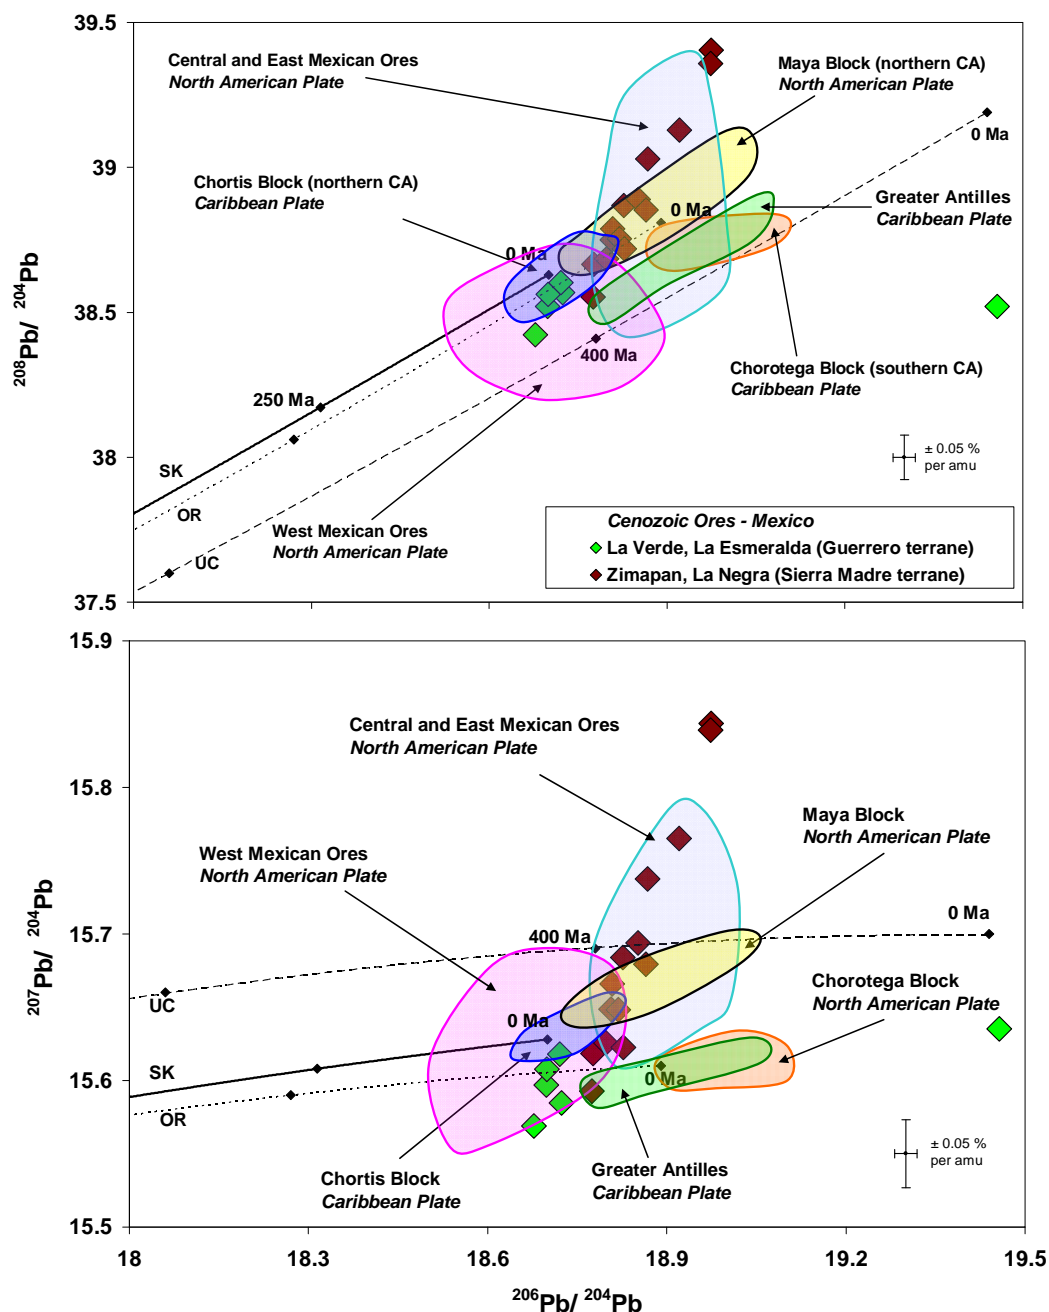 39.5
Central and East Mexican Ores
North American Plate
Maya Block (northern CA)
North American Plate
0 Ma
39
Chortis Block (northern CA)
Caribbean Plate
Greater Antilles
Caribbean Plate
0 Ma
0 Ma
208Pb/ 204Pb
38.5
400 Ma
Chorotega Block (southern CA)
Caribbean Plate
250 Ma
38
SK
± 0.05 %
per amu
OR
West Mexican Ores
North American Plate
UC
Cenozoic Ores - Mexico
La Verde, La Esmeralda (Guerrero terrane)
Zimapan, La Negra (Sierra Madre terrane)
37.5
15.9
Central and East Mexican Ores
North American Plate
15.8
Maya Block
North American Plate
West Mexican Ores
North American Plate
0 Ma
15.7
400 Ma
207Pb/ 204Pb
Chorotega Block
North American Plate
UC
0 Ma
SK
15.6
0 Ma
OR
± 0.05 %
per amu
Chortis Block
Caribbean Plate
Greater Antilles
Caribbean Plate
15.5
18
18.3
18.6
18.9
19.2
19.5
206Pb/ 204Pb